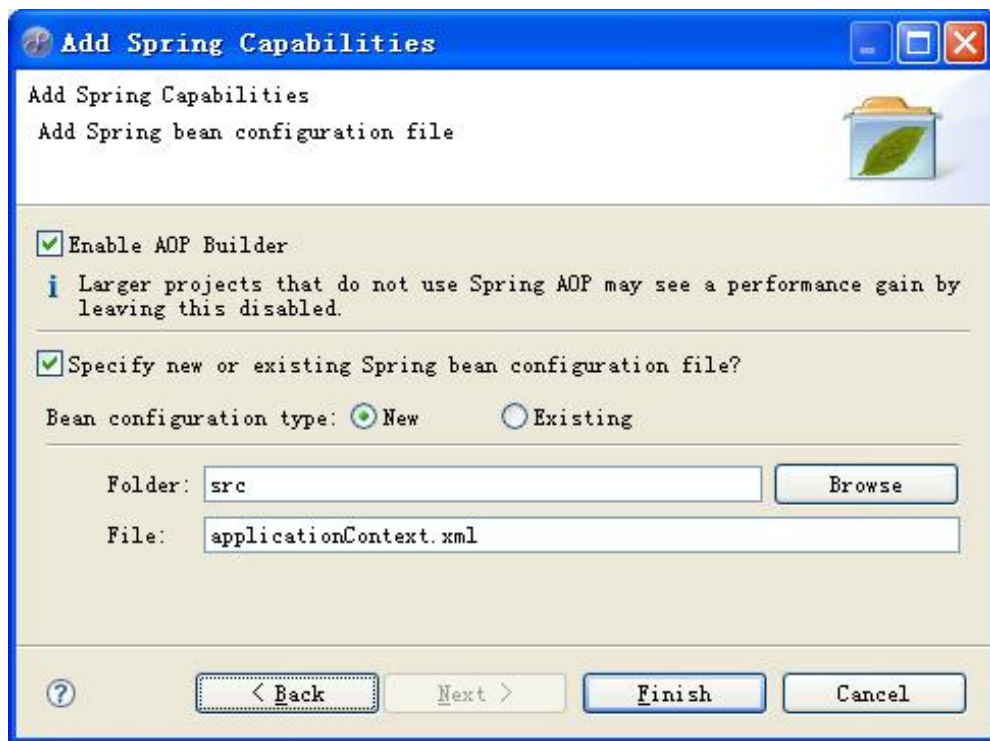 Add Spring Capabilities
Add Spring Capabilities
Add Spring bean configuration file
Enable AOP Builder
i Larger projects that do not use Spring AOP may see a performance gain by
leaving this disabled.
Specify new or existing Spring bean configuration file?
Bean configuration type: New Existing
Folder: src Browse
File: applicationContext.xml
? < Back Next > Finish Cancel